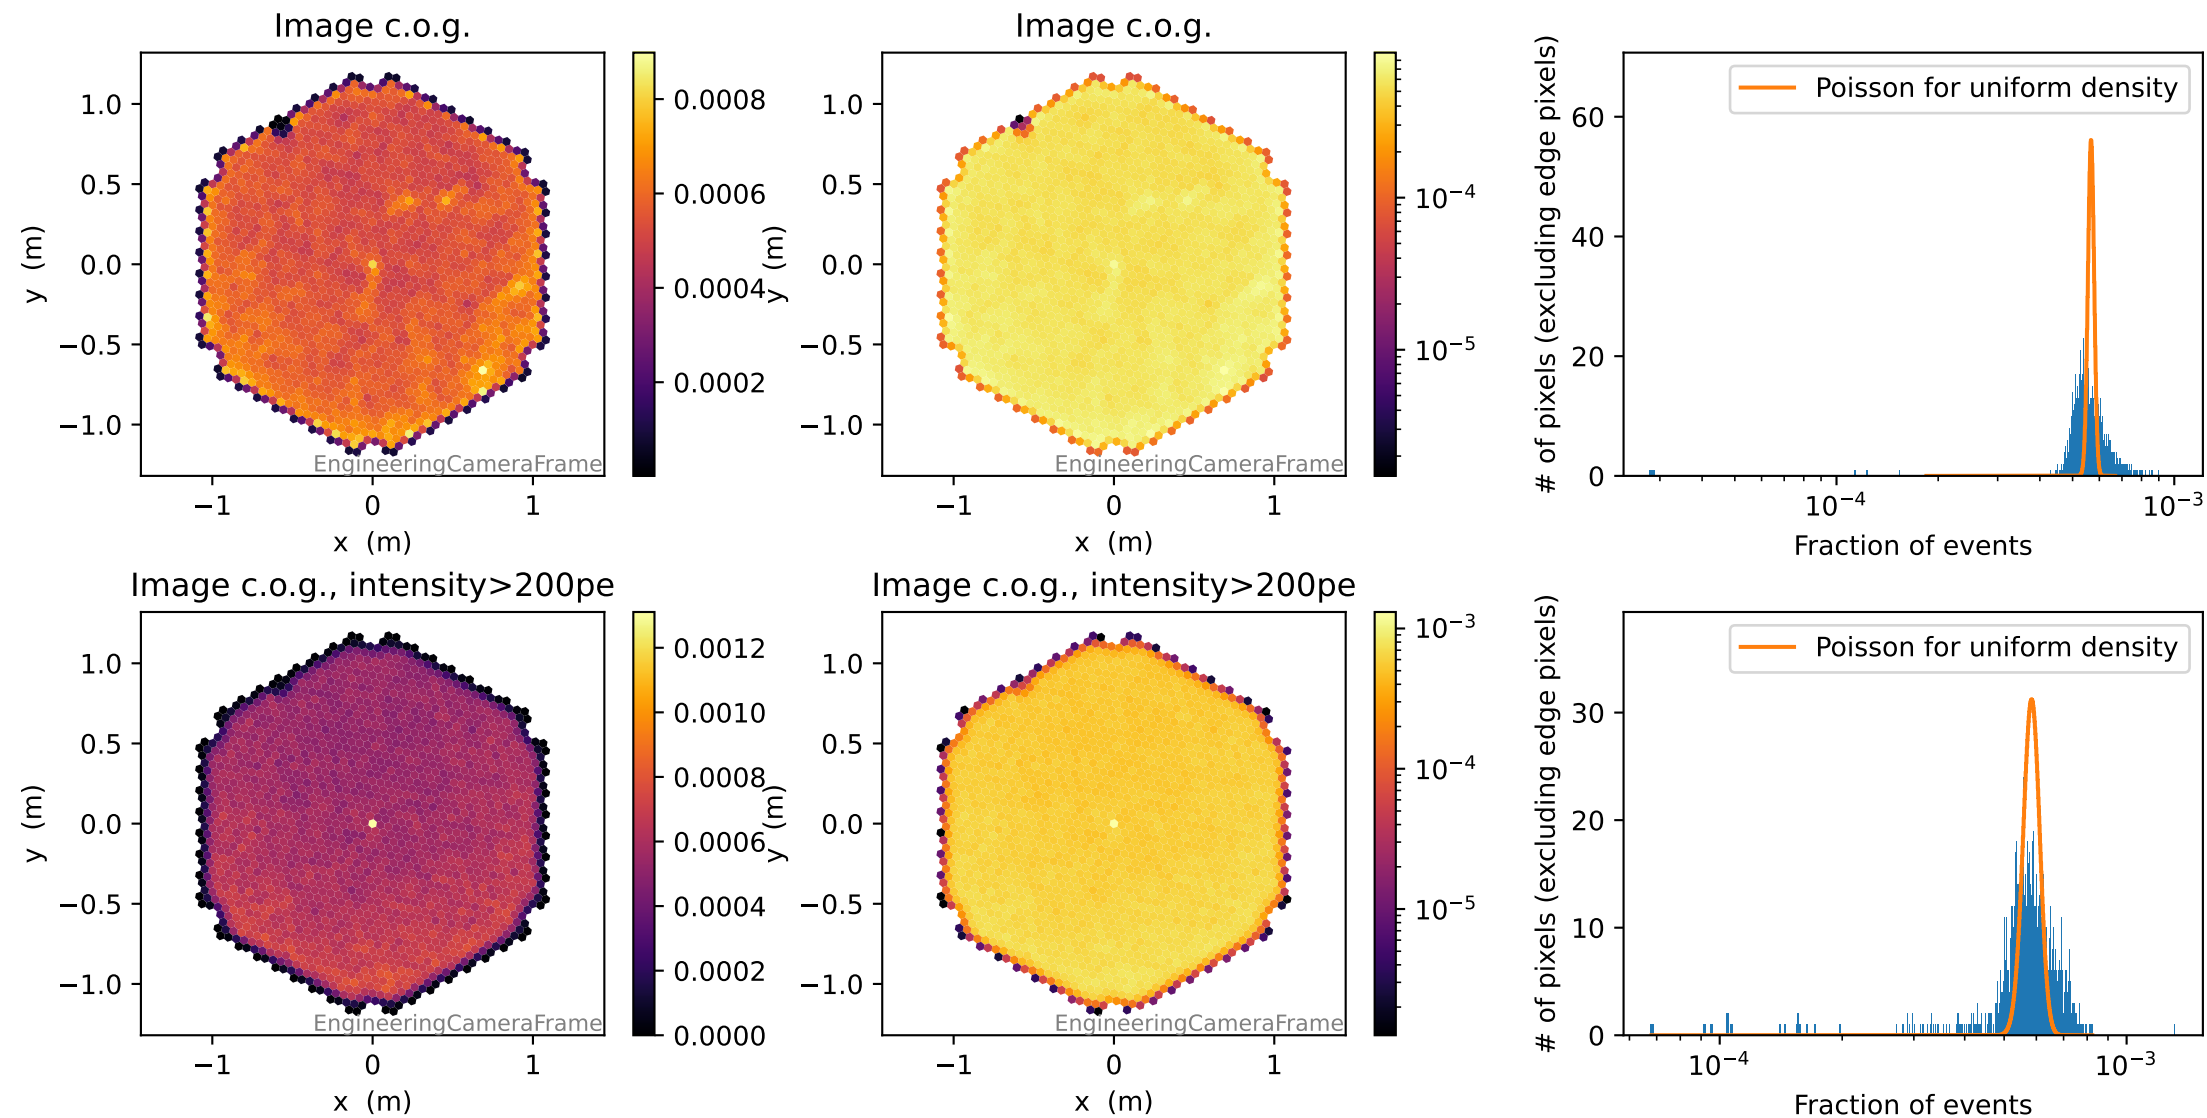 Image c.o.g.
1.0
0.5
0.0
−0.5
−1.0
y (m)
−1
0
1
x (m)
EngineeringCameraFrame
0.0008
0.0006
0.0004
0.0002
Image c.o.g.
1.0
0.5
0.0
−0.5
−1.0
y (m)
−1
0
1
x (m)
EngineeringCameraFrame
10⁻⁴
10⁻⁵
Poisson for uniform density
# of pixels (excluding edge pixels)
60
40
20
0
10⁻⁴
10⁻³
Fraction of events
Image c.o.g., intensity>200pe
1.0
0.5
0.0
−0.5
−1.0
y (m)
−1
0
1
x (m)
EngineeringCameraFrame
0.0012
0.0010
0.0008
0.0006
0.0004
0.0002
0.0000
Image c.o.g., intensity>200pe
1.0
0.5
0.0
−0.5
−1.0
y (m)
−1
0
1
x (m)
EngineeringCameraFrame
10⁻³
10⁻⁴
10⁻⁵
Poisson for uniform density
# of pixels (excluding edge pixels)
30
20
10
0
10⁻⁴
10⁻³
Fraction of events